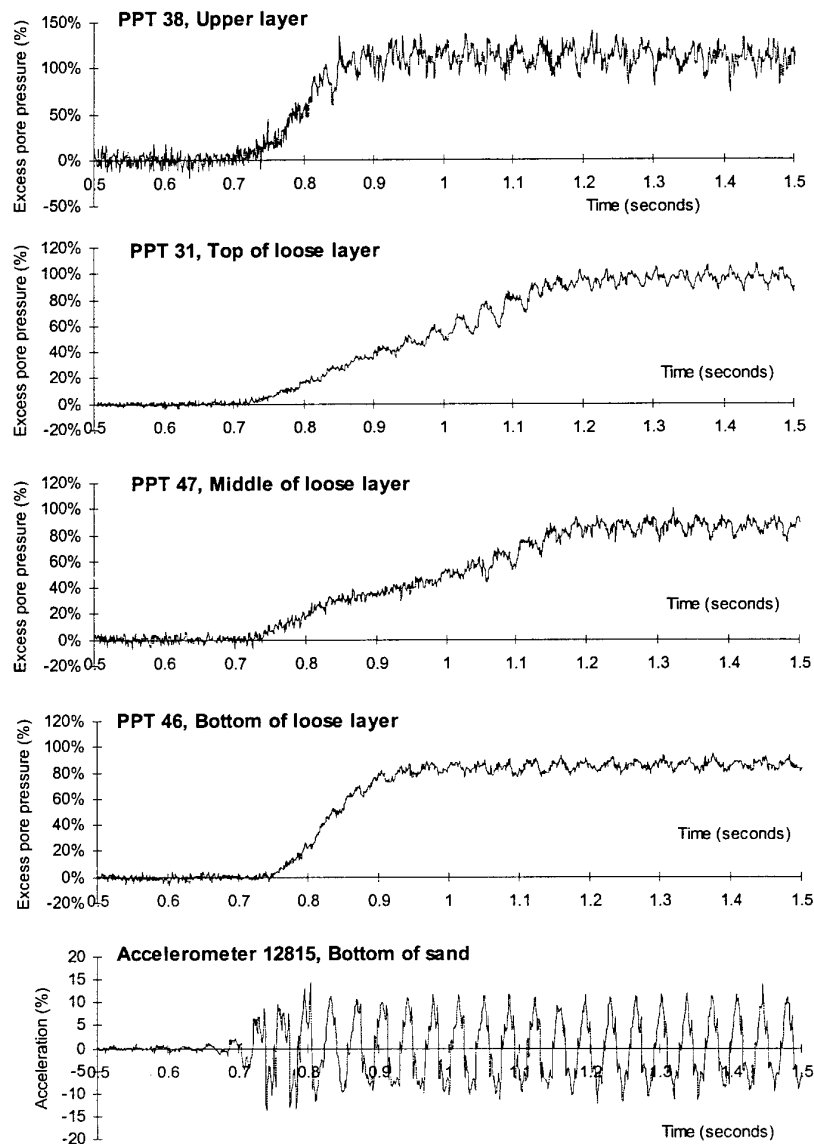 PPT 38, Upper layer
Excess pore pressure (%)
150%
100%
50%
0%
-50%
0.5 0.6 0.7 0.8 0.9 1 1.1 1.2 1.3 1.4 1.5
Time (seconds)
PPT 31, Top of loose layer
Excess pore pressure (%)
120%
100%
80%
60%
40%
20%
0%
-20%
0.5 0.6 0.7 0.8 0.9 1 1.1 1.2 1.3 1.4 1.5
Time (seconds)
PPT 47, Middle of loose layer
Excess pore pressure (%)
120%
100%
80%
60%
40%
20%
0%
-20%
0.5 0.6 0.7 0.8 0.9 1 1.1 1.2 1.3 1.4 1.5
Time (seconds)
PPT 46, Bottom of loose layer
Excess pore pressure (%)
120%
100%
80%
60%
40%
20%
0%
-20%
0.5 0.6 0.7 0.8 0.9 1 1.1 1.2 1.3 1.4 1.5
Time (seconds)
Accelerometer 12815, Bottom of sand
Acceleration (%)
20
15
10
5
0
-5
-10
-15
-20
0.5 0.6 0.7 0.8 0.9 1 1.1 1.2 1.3 1.4 1.5
Time (seconds)